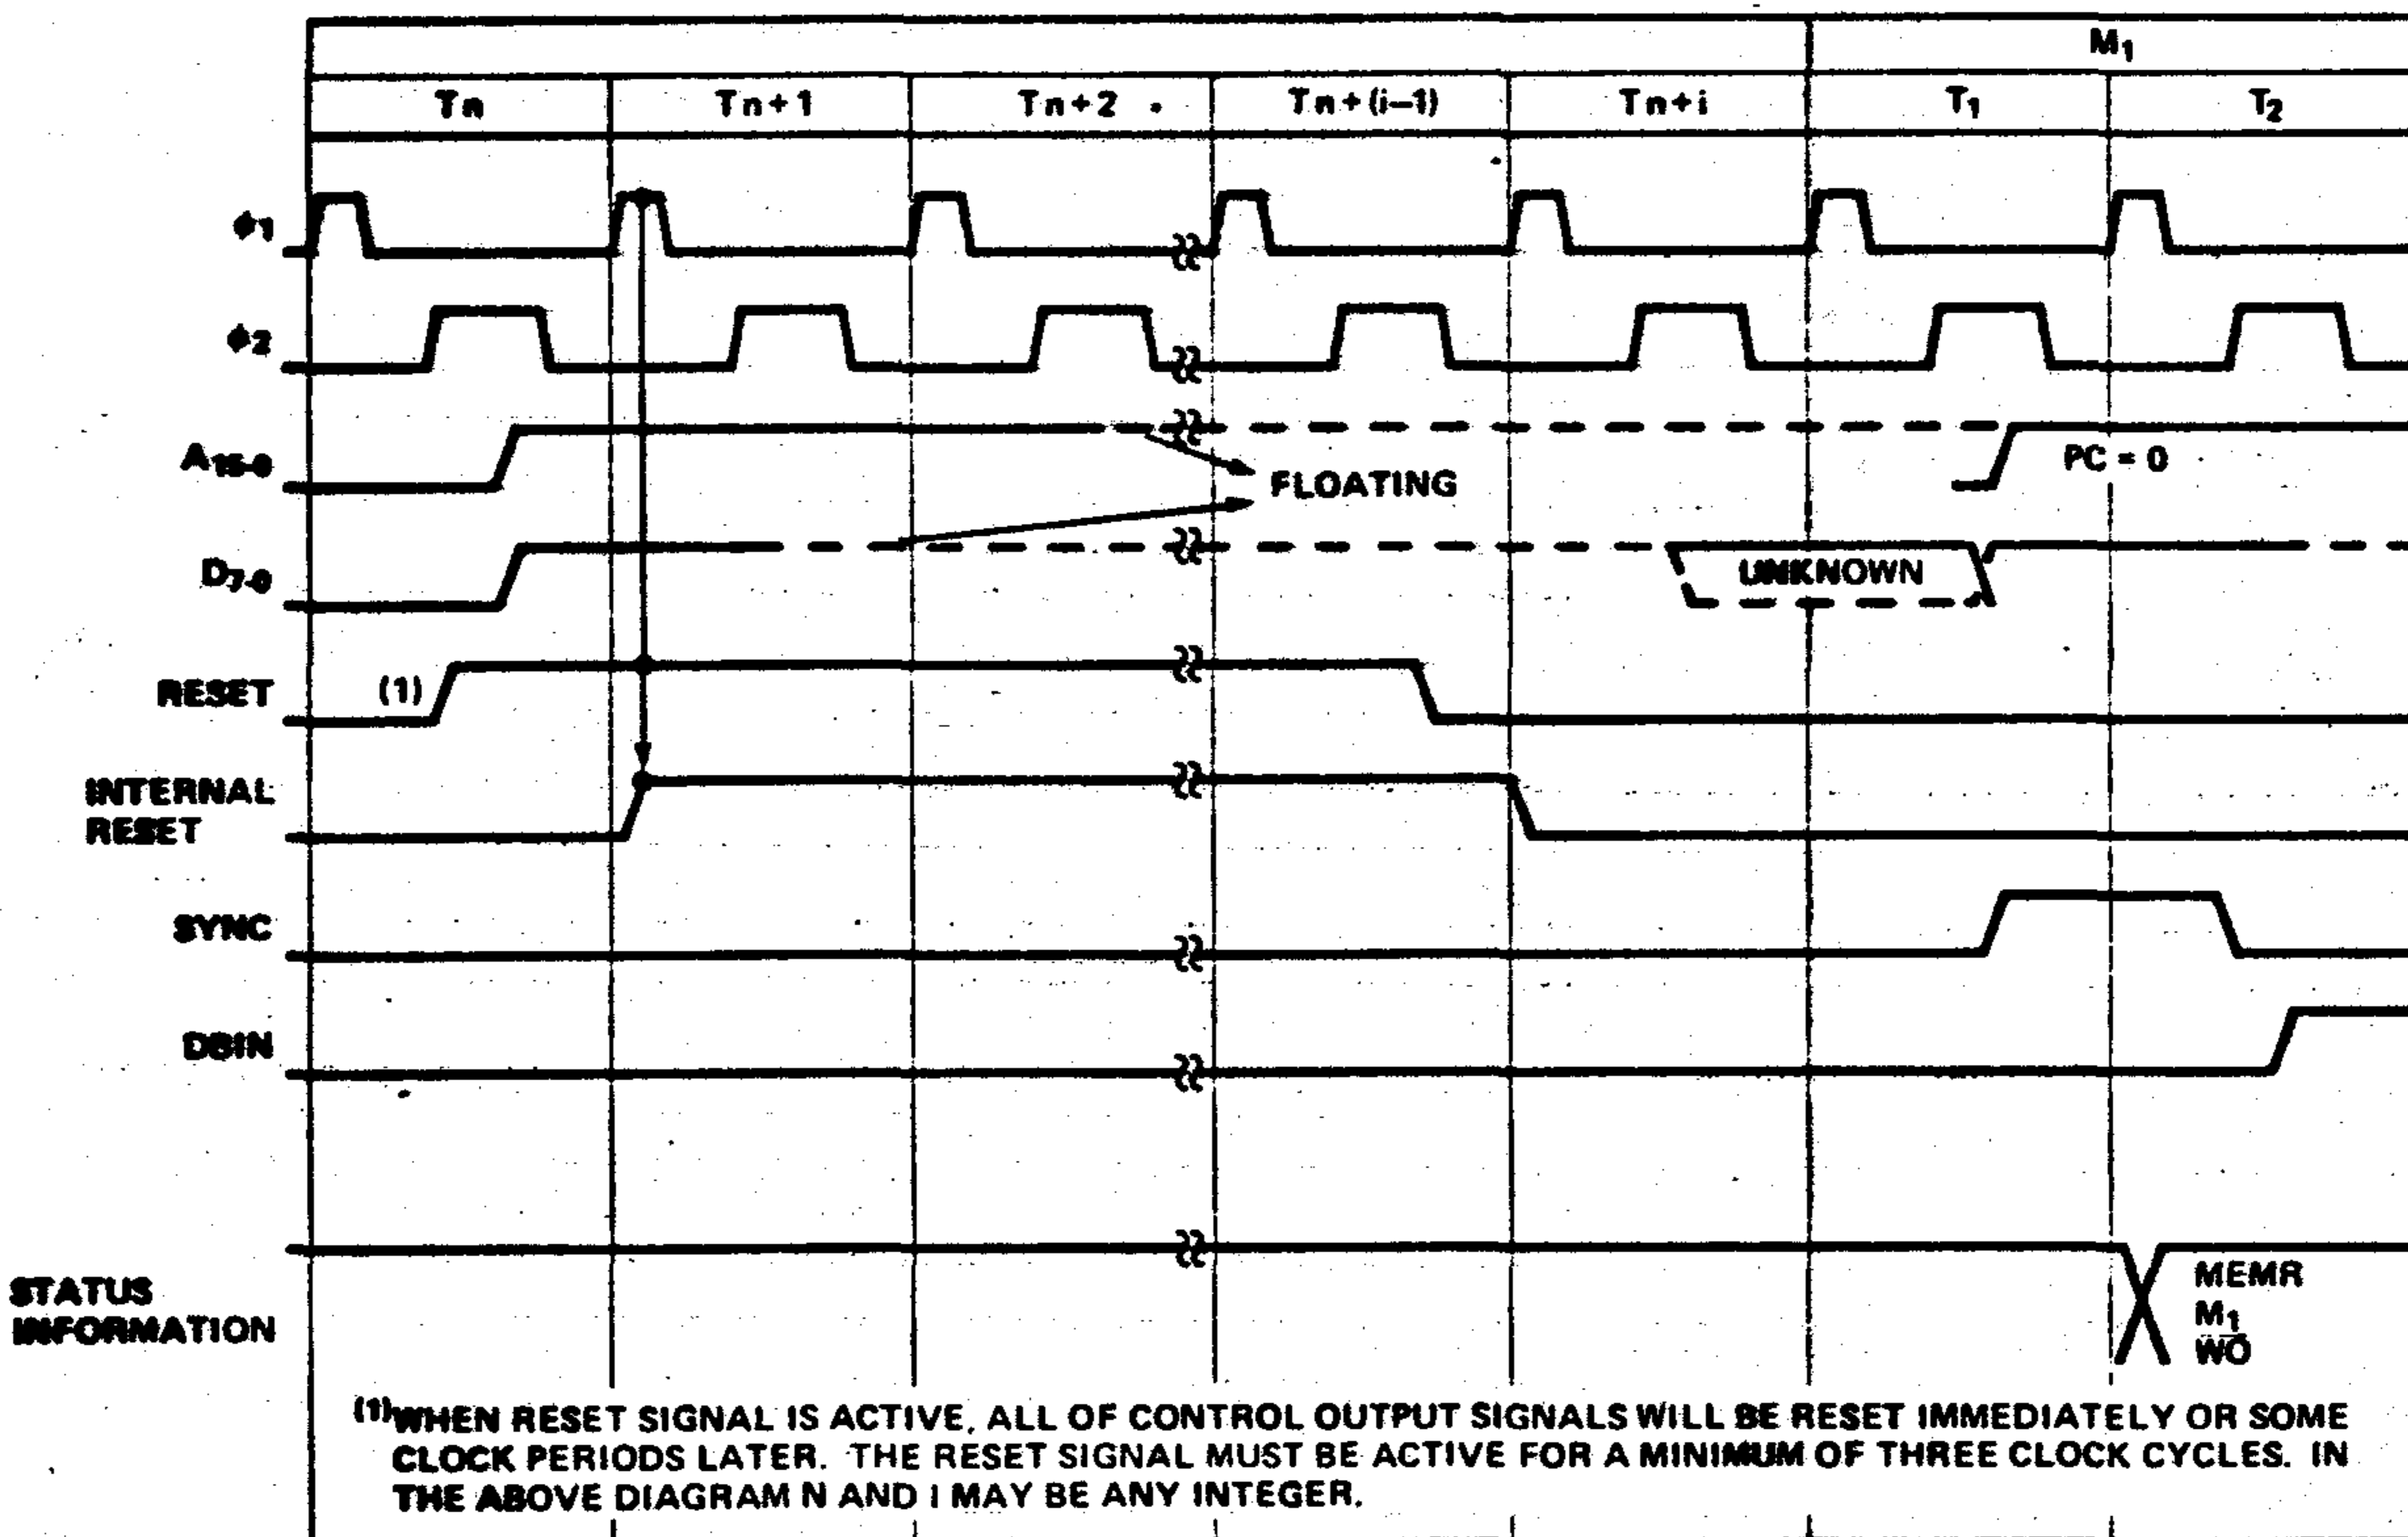 M1
Tn Tn+1 Tn+2 Tn+(i-1) Tn+i T1 T2
ϕ1
ϕ2
A15-0
PC = 0
FLOATING
D7-0
UNKNOWN
RESET
(1)
INTERNAL
RESET
SYNC
DBIN
STATUS
INFORMATION
MEMR
M1
W̅O̅
(1)WHEN RESET SIGNAL IS ACTIVE, ALL OF CONTROL OUTPUT SIGNALS WILL BE RESET IMMEDIATELY OR SOME
CLOCK PERIODS LATER. THE RESET SIGNAL MUST BE ACTIVE FOR A MINIMUM OF THREE CLOCK CYCLES. IN
THE ABOVE DIAGRAM N AND I MAY BE ANY INTEGER.